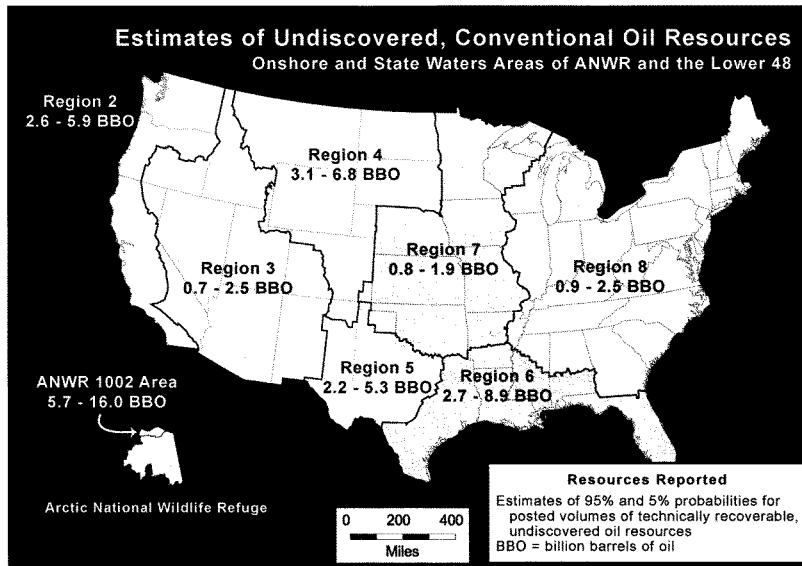 Estimates of Undiscovered, Conventional Oil Resources
Onshore and State Waters Areas of ANWR and the Lower 48
Region 2
2.6 - 5.9 BBO
Region 4
3.1 - 6.8 BBO
Region 3
0.7 - 2.5 BBO
Region 7
0.8 - 1.9 BBO
Region 8
0.9 - 2.5 BBO
Region 5
2.2 - 5.3 BBO
Region 6
2.7 - 8.9 BBO
ANWR 1002 Area
5.7 - 16.0 BBO
Arctic National Wildlife Refuge
0 200 400
Miles
Resources Reported
Estimates of 95% and 5% probabilities for
posted volumes of technically recoverable,
undiscovered oil resources
BBO = billion barrels of oil